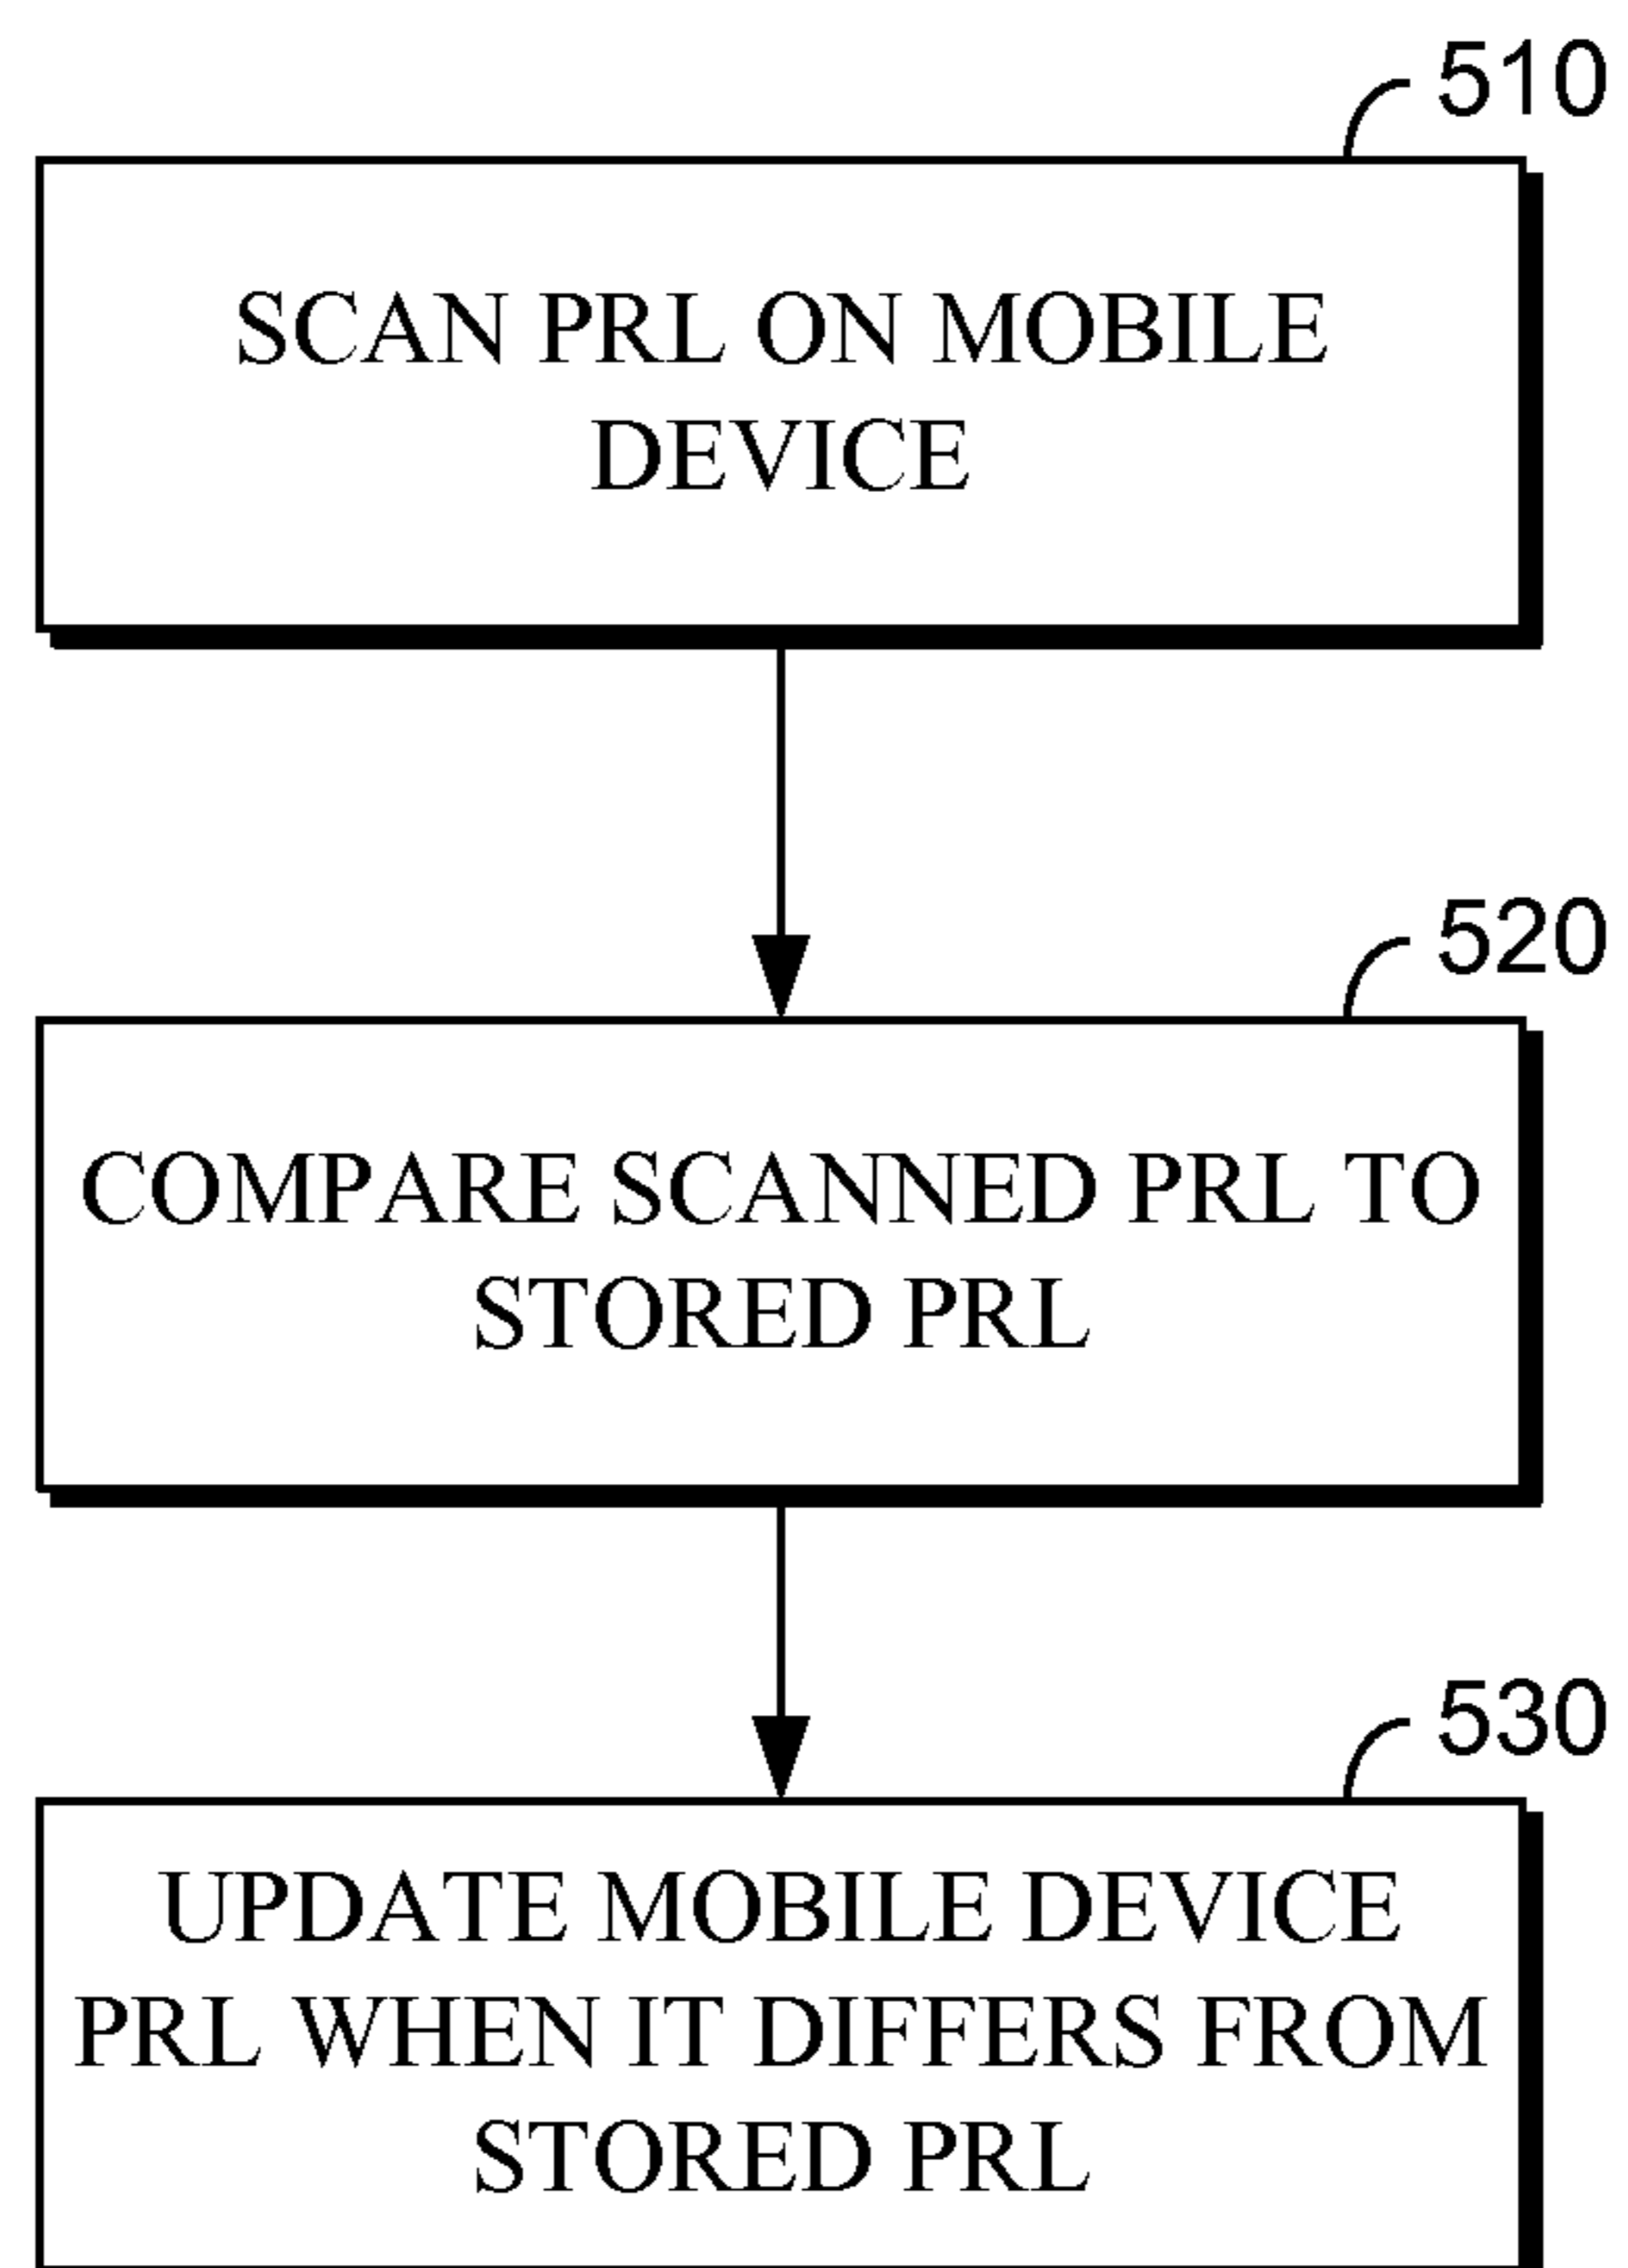 510
SCAN PRL ON MOBILE
DEVICE
520
COMPARE SCANNED PRL TO
STORED PRL
530
UPDATE MOBILE DEVICE
PRL WHEN IT DIFFERS FROM
STORED PRL